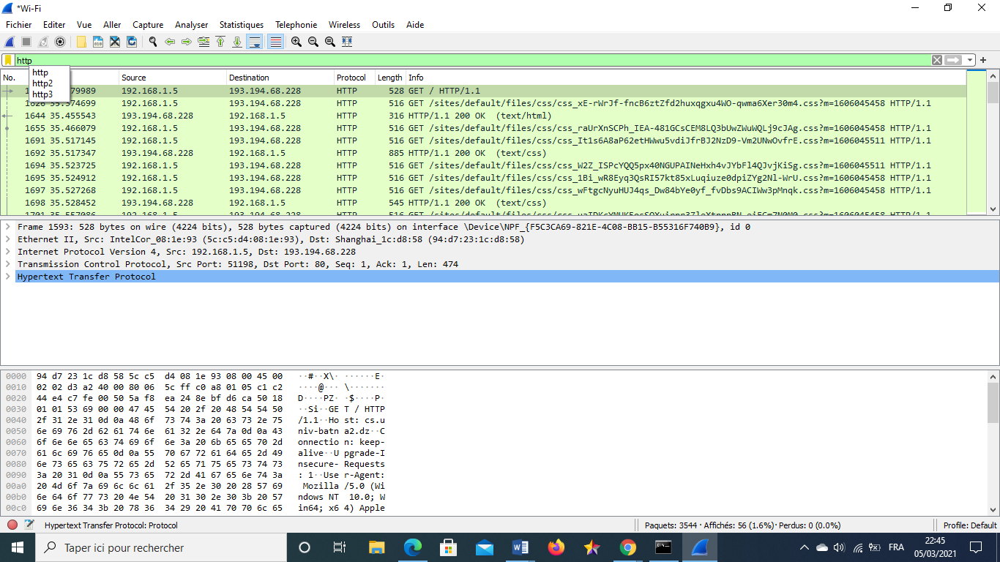 *Wi-Fi
Fichier Editer Vue Aller Capture Analyser Statistiques Telephonie Wireless Outils Aide
http
http
http2
http3
No. Source Destination Protocol Length Info
79989 192.168.1.5 193.194.68.228 HTTP 528 GET / HTTP/1.1
1626 35.374699 192.168.1.5 193.194.68.228 HTTP 516 GET /sites/default/files/css/css_xE-rWrJf-fncB6ztZfd2huxqgxu4WO-qwma6Xer30m4.css?m=1606045458 HTTP/1.1
1644 35.455543 193.194.68.228 192.168.1.5 HTTP 316 HTTP/1.1 200 OK (text/html)
1655 35.466079 192.168.1.5 193.194.68.228 HTTP 516 GET /sites/default/files/css/css_raUrXnSCPh_IEA-481GCsCEM8LQ3bUwZWuWQLj9cJAg.css?m=1606045458 HTTP/1.1
1691 35.517145 192.168.1.5 193.194.68.228 HTTP 516 GET /sites/default/files/css/css_It1s6A8aP62etHWwu5vdiJfrBJ2NzD9-Vm2UNwOvfrE.css?m=1606045511 HTTP/1.1
1692 35.517347 193.194.68.228 192.168.1.5 HTTP 885 HTTP/1.1 200 OK (text/css)
1694 35.523725 192.168.1.5 193.194.68.228 HTTP 516 GET /sites/default/files/css/css_W2Z_ISPcYQQ5px40NGUPAINeHxh4vJYbFl4QJvjKiSg.css?m=1606045511 HTTP/1.1
1695 35.524912 192.168.1.5 193.194.68.228 HTTP 516 GET /sites/default/files/css/css_1Bi_wR8Eyq3QsRI57kt85xLuqiuze0dpiZYg2Nl-WrU.css?m=1606045458 HTTP/1.1
1697 35.527268 192.168.1.5 193.194.68.228 HTTP 516 GET /sites/default/files/css/css_wFtgcNyuHUJ4qs_Dw84bYe0yf_fvDbs9ACIWw3pMnqk.css?m=1606045458 HTTP/1.1
1698 35.528452 193.194.68.228 192.168.1.5 HTTP 545 HTTP/1.1 200 OK (text/css)
Frame 1593: 528 bytes on wire (4224 bits), 528 bytes captured (4224 bits) on interface \Device\NPF_{F5C3CA69-821E-4C08-BB15-B55316F740B9}, id 0
Ethernet II, Src: IntelCor_08:1e:93 (5c:c5:d4:08:1e:93), Dst: Shanghai_1c:d8:58 (94:d7:23:1c:d8:58)
Internet Protocol Version 4, Src: 192.168.1.5, Dst: 193.194.68.228
Transmission Control Protocol, Src Port: 51198, Dst Port: 80, Seq: 1, Ack: 1, Len: 474
Hypertext Transfer Protocol
0000 94 d7 23 1c d8 58 5c c5 d4 08 1e 93 08 00 45 00 ··#··X\· ······E·
0010 02 02 d3 a2 40 00 80 06 5c ff c0 a8 01 05 c1 c2 ····@··· \·······
0020 44 e4 c7 fe 00 50 5a f8 ea 24 8e bf d6 ca 50 18 D····PZ· ·$····P·
0030 01 01 53 69 00 00 47 45 54 20 2f 20 48 54 54 50 ··Si··GE T / HTTP
0040 2f 31 2e 31 0d 0a 48 6f 73 74 3a 20 63 73 2e 75 /1.1··Ho st: cs.u
0050 6e 69 76 2d 62 61 74 6e 61 32 2e 64 7a 0d 0a 43 niv-batn a2.dz··C
0060 6f 6e 6e 65 63 74 69 6f 6e 3a 20 6b 65 65 70 2d onnectio n: keep-
0070 61 6c 69 76 65 0d 0a 55 70 67 72 61 64 65 2d 49 alive··U pgrade-I
0080 6e 73 65 63 75 72 65 2d 52 65 71 75 65 73 74 73 nsecure- Requests
0090 3a 20 31 0d 0a 55 73 65 72 2d 41 67 65 6e 74 3a : 1··Use r-Agent:
00a0 20 4d 6f 7a 69 6c 6c 61 2f 35 2e 30 20 28 57 69 Mozilla /5.0 (Wi
00b0 6e 64 6f 77 73 20 4e 54 20 31 30 2e 30 3b 20 57 ndows NT 10.0; W
00c0 69 6e 36 34 3b 20 78 36 34 29 20 41 70 70 6c 65 in64; x6 4) Apple
Hypertext Transfer Protocol: Protocol Paquets: 3544 · Affichés: 56 (1.6%) · Perdus: 0 (0.0%) Profile: Default
Taper ici pour rechercher FRA 22:45
05/03/2021